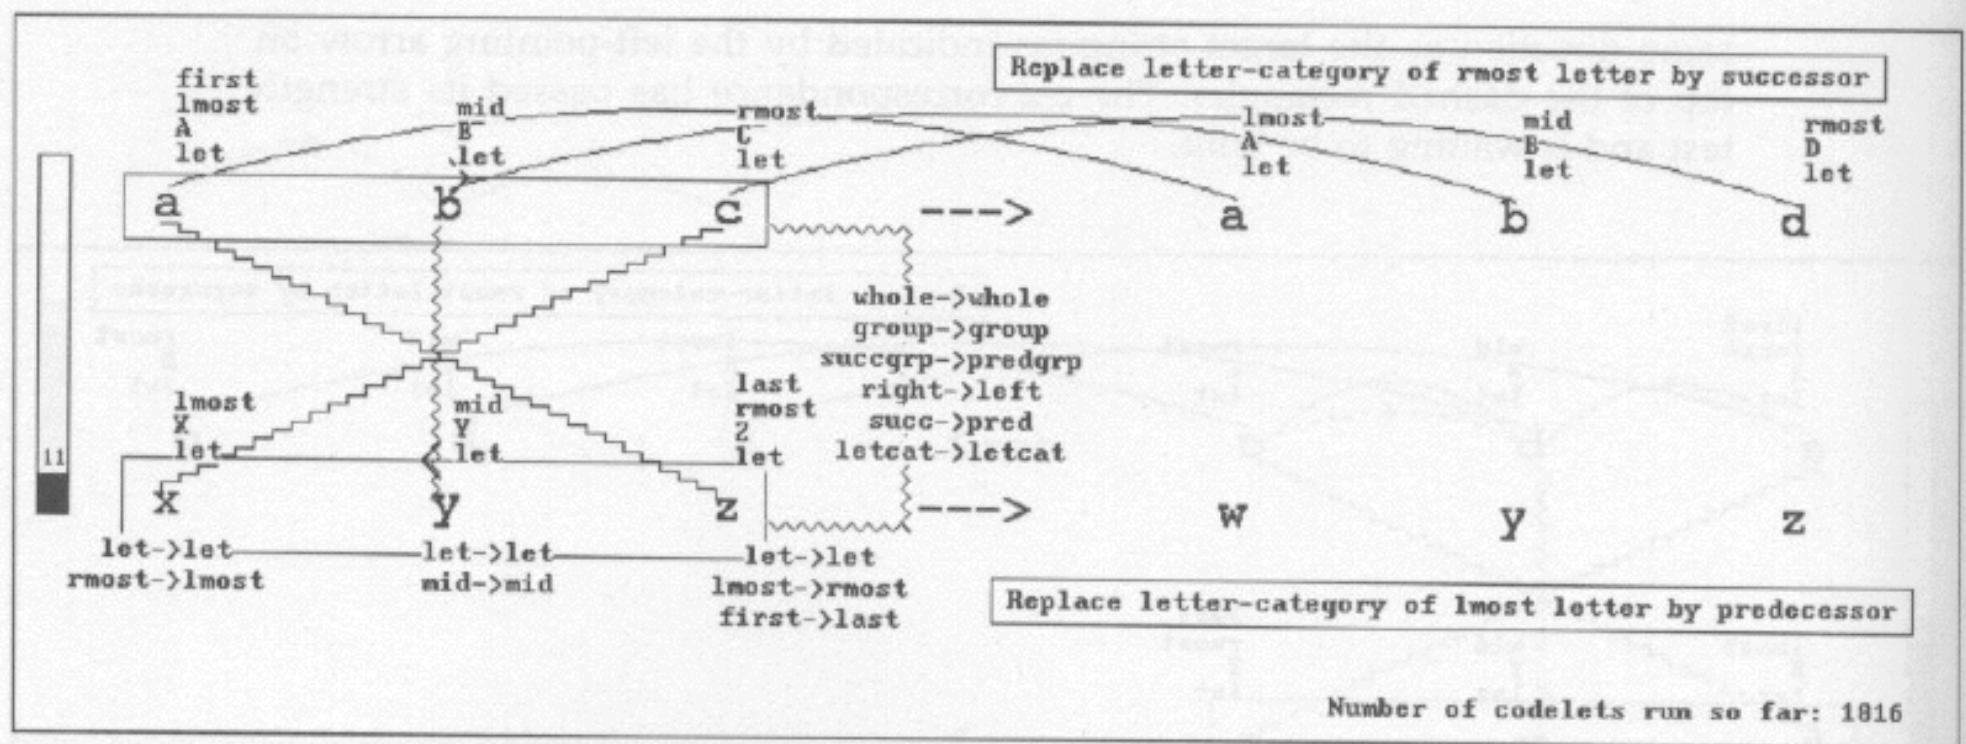 first
lmost
A
let
mid
B
let
rmost
C
let
Replace letter-category of rmost letter by successor
lmost
A
let
mid
B
let
rmost
D
let
a b c ---> a b d
whole->whole
group->group
succgrp->predgrp
right->left
succ->pred
letcat->letcat
lmost
X
let
mid
Y
let
last
rmost
Z
let
11
x y z ---> w y z
let->let
rmost->lmost
let->let
mid->mid
let->let
lmost->rmost
first->last
Replace letter-category of lmost letter by predecessor
Number of codelets run so far: 1816